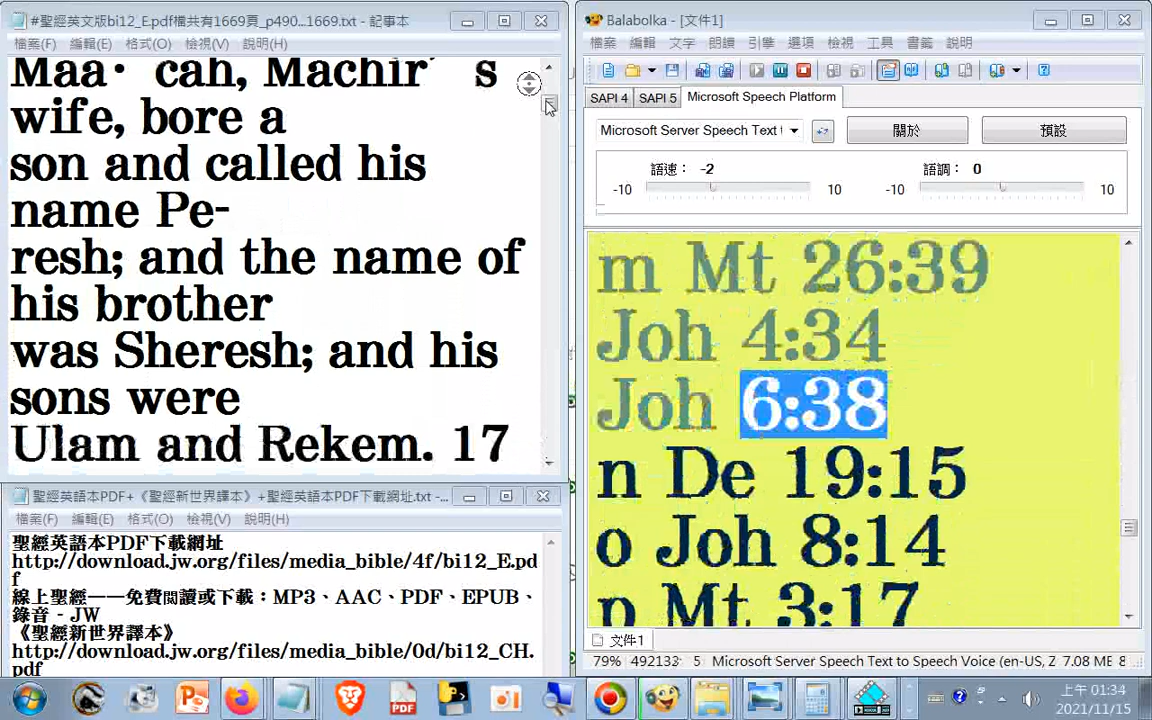 #聖經英文版bi12_E.pdf檔共有1669頁_p490...1669.txt - 記事本
檔案(F) 編輯(E) 格式(O) 檢視(V) 說明(H)
Maa· cah, Machir’ s
wife, bore a
son and called his
name Pe-
resh; and the name of
his brother
was Sheresh; and his
sons were
Ulam and Rekem. 17
聖經英語本PDF+《聖經新世界譯本》+聖經英語本PDF下載網址.txt -...
檔案(F) 編輯(E) 格式(O) 檢視(V) 說明(H)
聖經英語本PDF下載網址
http://download.jw.org/files/media_bible/4f/bi12_E.pd
f
線上聖經——免費閱讀或下載：MP3、AAC、PDF、EPUB、
錄音 - JW
《聖經新世界譯本》
http://download.jw.org/files/media_bible/0d/bi12_CH.
pdf
Balabolka - [文件1]
檔案 編輯 文字 朗讀 引擎 選項 檢視 工具 書籤 說明
SAPI 4 SAPI 5 Microsoft Speech Platform
Microsoft Server Speech Text 關於 預設
語速： -2 語調： 0
-10 10 -10 10
m Mt 26:39
Joh 4:34
Joh 6:38
n De 19:15
o Joh 8:14
p Mt 3:17
文件1
79% 492133 5 Microsoft Server Speech Text to Speech Voice (en-US, Z 7.08 MB 8
PDF
上午 01:34
2021/11/15